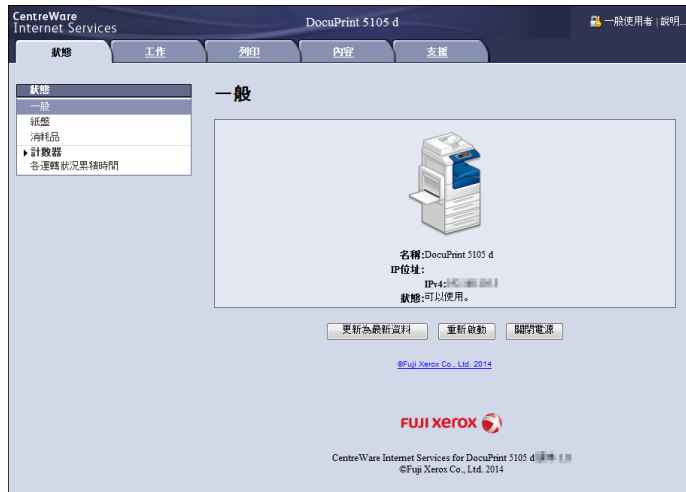 CentreWare
Internet Services
DocuPrint 5105 d
一般使用者 | 說明...
狀態 工作 列印 內容 支援
狀態
一般
紙盤
消耗品
計數器
各運轉狀況累積時間
一般
名稱:DocuPrint 5105 d
IP位址:
IPv4:
狀態:可以使用。
更新為最新資料 重新啟動 關閉電源
©Fuji Xerox Co., Ltd. 2014
FUJI XEROX
CentreWare Internet Services for DocuPrint 5105 d
©Fuji Xerox Co., Ltd. 2014